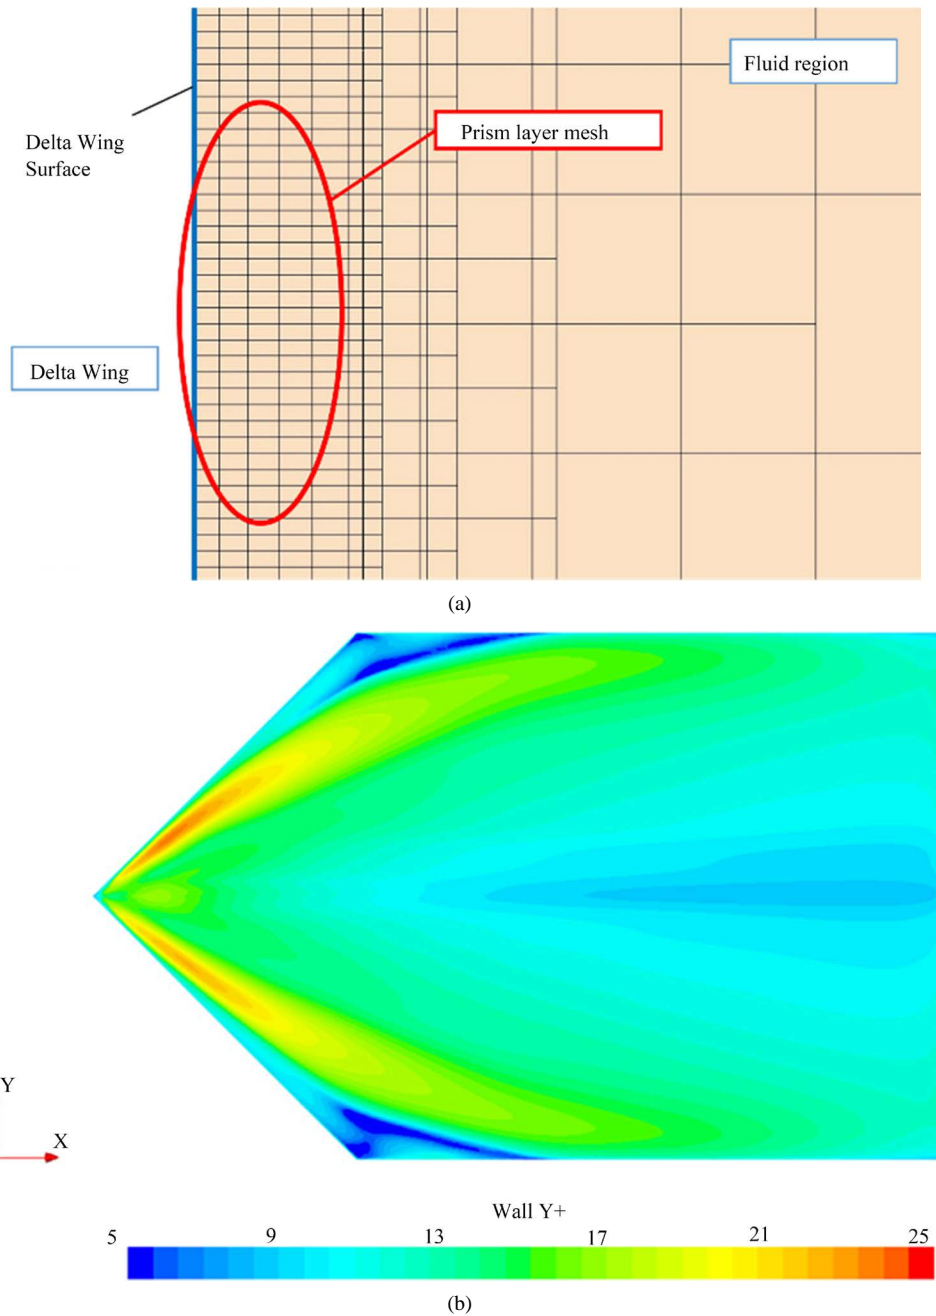 Fluid region
Prism layer mesh
Delta Wing
Surface
Delta Wing
(a)
Y
X
Wall Y+
5 9 13 17 21 25
(b)